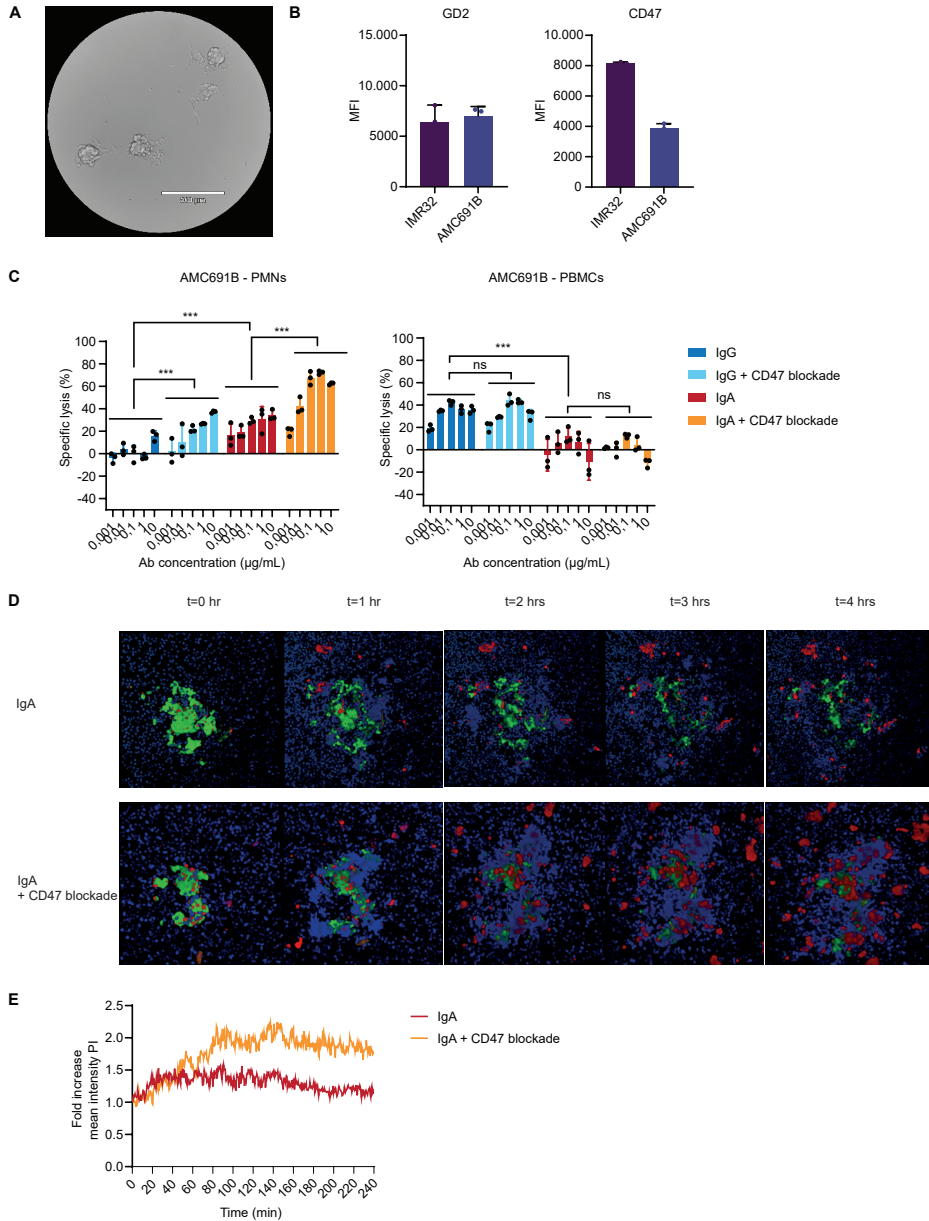 A
B
GD2
CD47
15.000
10.000
5000
0
MFI
IMR32
AMC691B
10.000
8000
6000
4000
2000
0
MFI
IMR32
AMC691B
C
AMC691B - PMNs
AMC691B - PBMCs
***
***
***
100
80
60
40
20
0
-20
-40
Specific lysis (%)
0.001
0.01
0.1
1
10
0.001
0.01
0.1
1
10
0.001
0.01
0.1
1
10
0.001
0.01
0.1
1
10
Ab concentration (µg/mL)
***
ns
ns
100
80
60
40
20
0
-20
-40
Specific lysis (%)
0.001
0.01
0.1
1
10
0.001
0.01
0.1
1
10
0.001
0.01
0.1
1
10
0.001
0.01
0.1
1
10
Ab concentration (µg/mL)
IgG
IgG + CD47 blockade
IgA
IgA + CD47 blockade
D
t=0 hr
t=1 hr
t=2 hrs
t=3 hrs
t=4 hrs
IgA
IgA
+ CD47 blockade
E
2.5
2.0
1.5
1.0
0.5
0.0
Fold increase
mean intensity PI
0
20
40
60
80
100
120
140
160
180
200
220
240
Time (min)
IgA
IgA + CD47 blockade